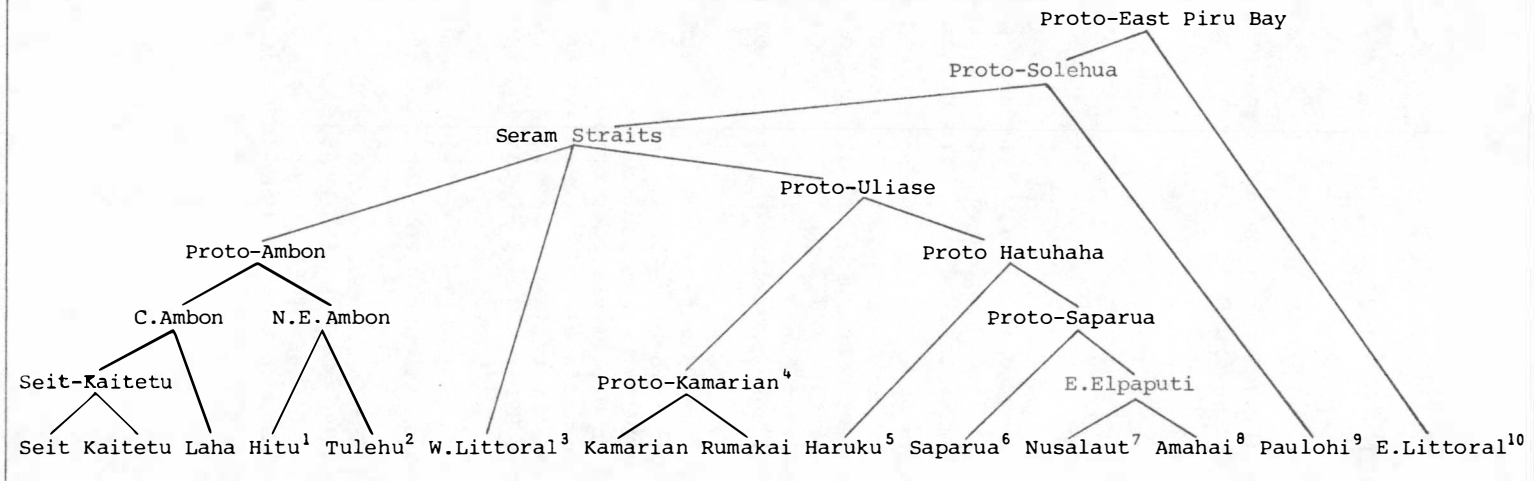 Proto-East Piru Bay
Proto-Solehua
Seram Straits
Proto-Uliase
Proto-Ambon
Proto Hatuhaha
C.Ambon N.E.Ambon
Proto-Saparua
Seit-Kaitetu
Proto-Kamarian⁴
E.Elpaputi
Seit Kaitetu Laha Hitu¹ Tulehu² W.Littoral³ Kamarian Rumakai Haruku⁵ Saparua⁶ Nusalaut⁷ Amahai⁸ Paulohi⁹ E.Littoral¹⁰